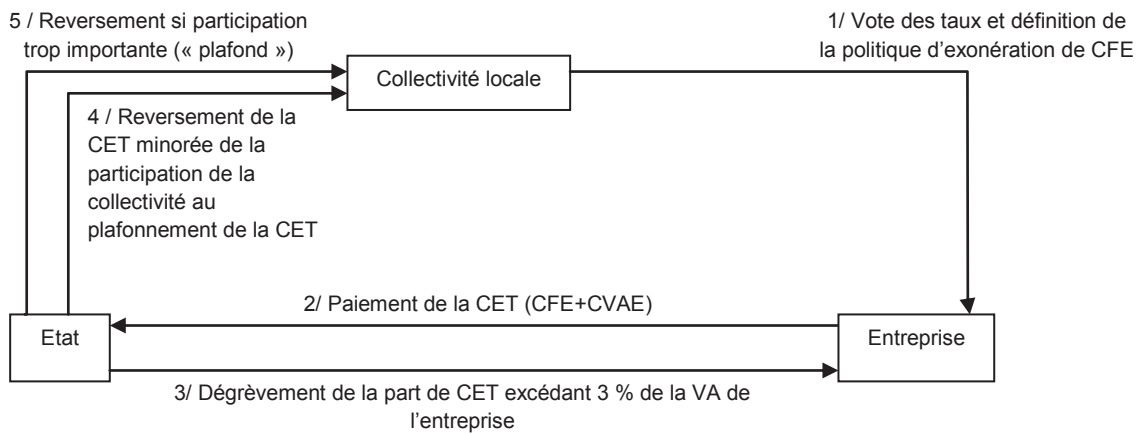 5 / Reversement si participation
trop importante (« plafond »)
1/ Vote des taux et définition de
la politique d’exonération de CFE
Collectivité locale
4 / Reversement de la
CET minorée de la
participation de la
collectivité au
plafonnement de la CET
2/ Paiement de la CET (CFE+CVAE)
Etat
Entreprise
3/ Dégrèvement de la part de CET excédant 3 % de la VA de
l’entreprise